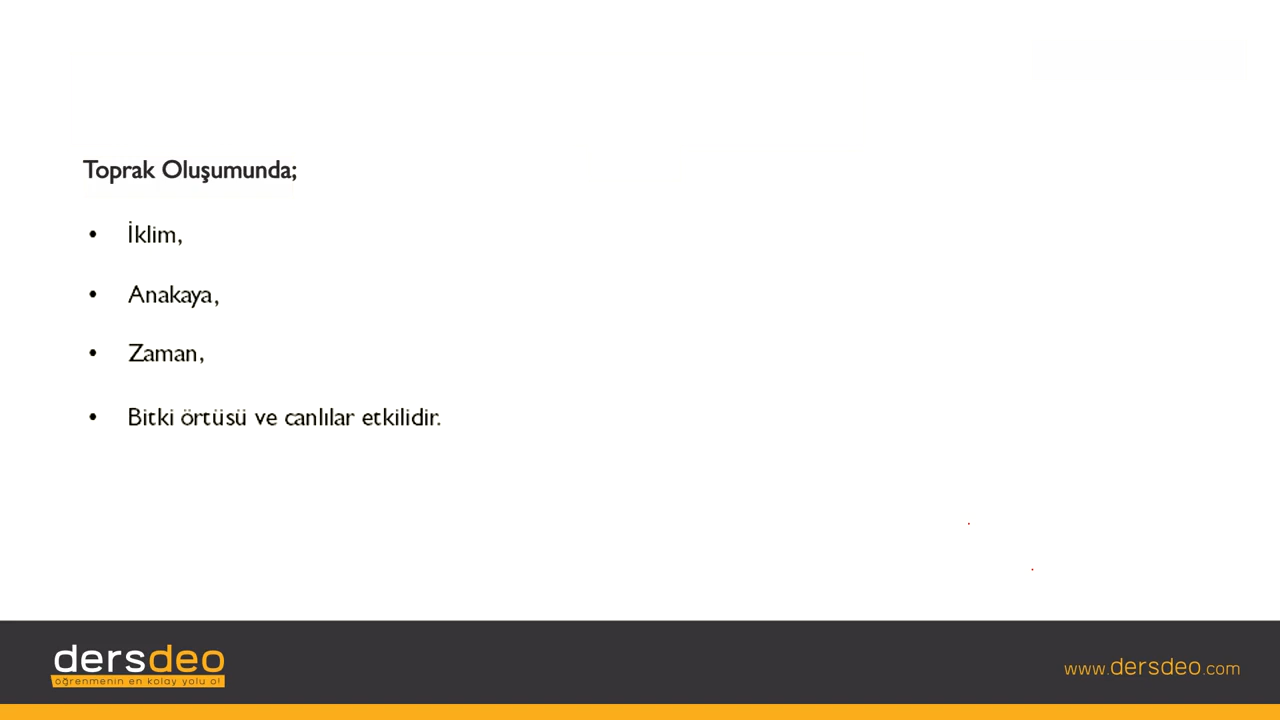 Toprak Oluşumunda;
• İklim,
• Anakaya,
• Zaman,
• Bitki örtüsü ve canlılar etkilidir.
dersdeo
öğrenmenin en kolay yolu o!
www.dersdeo.com